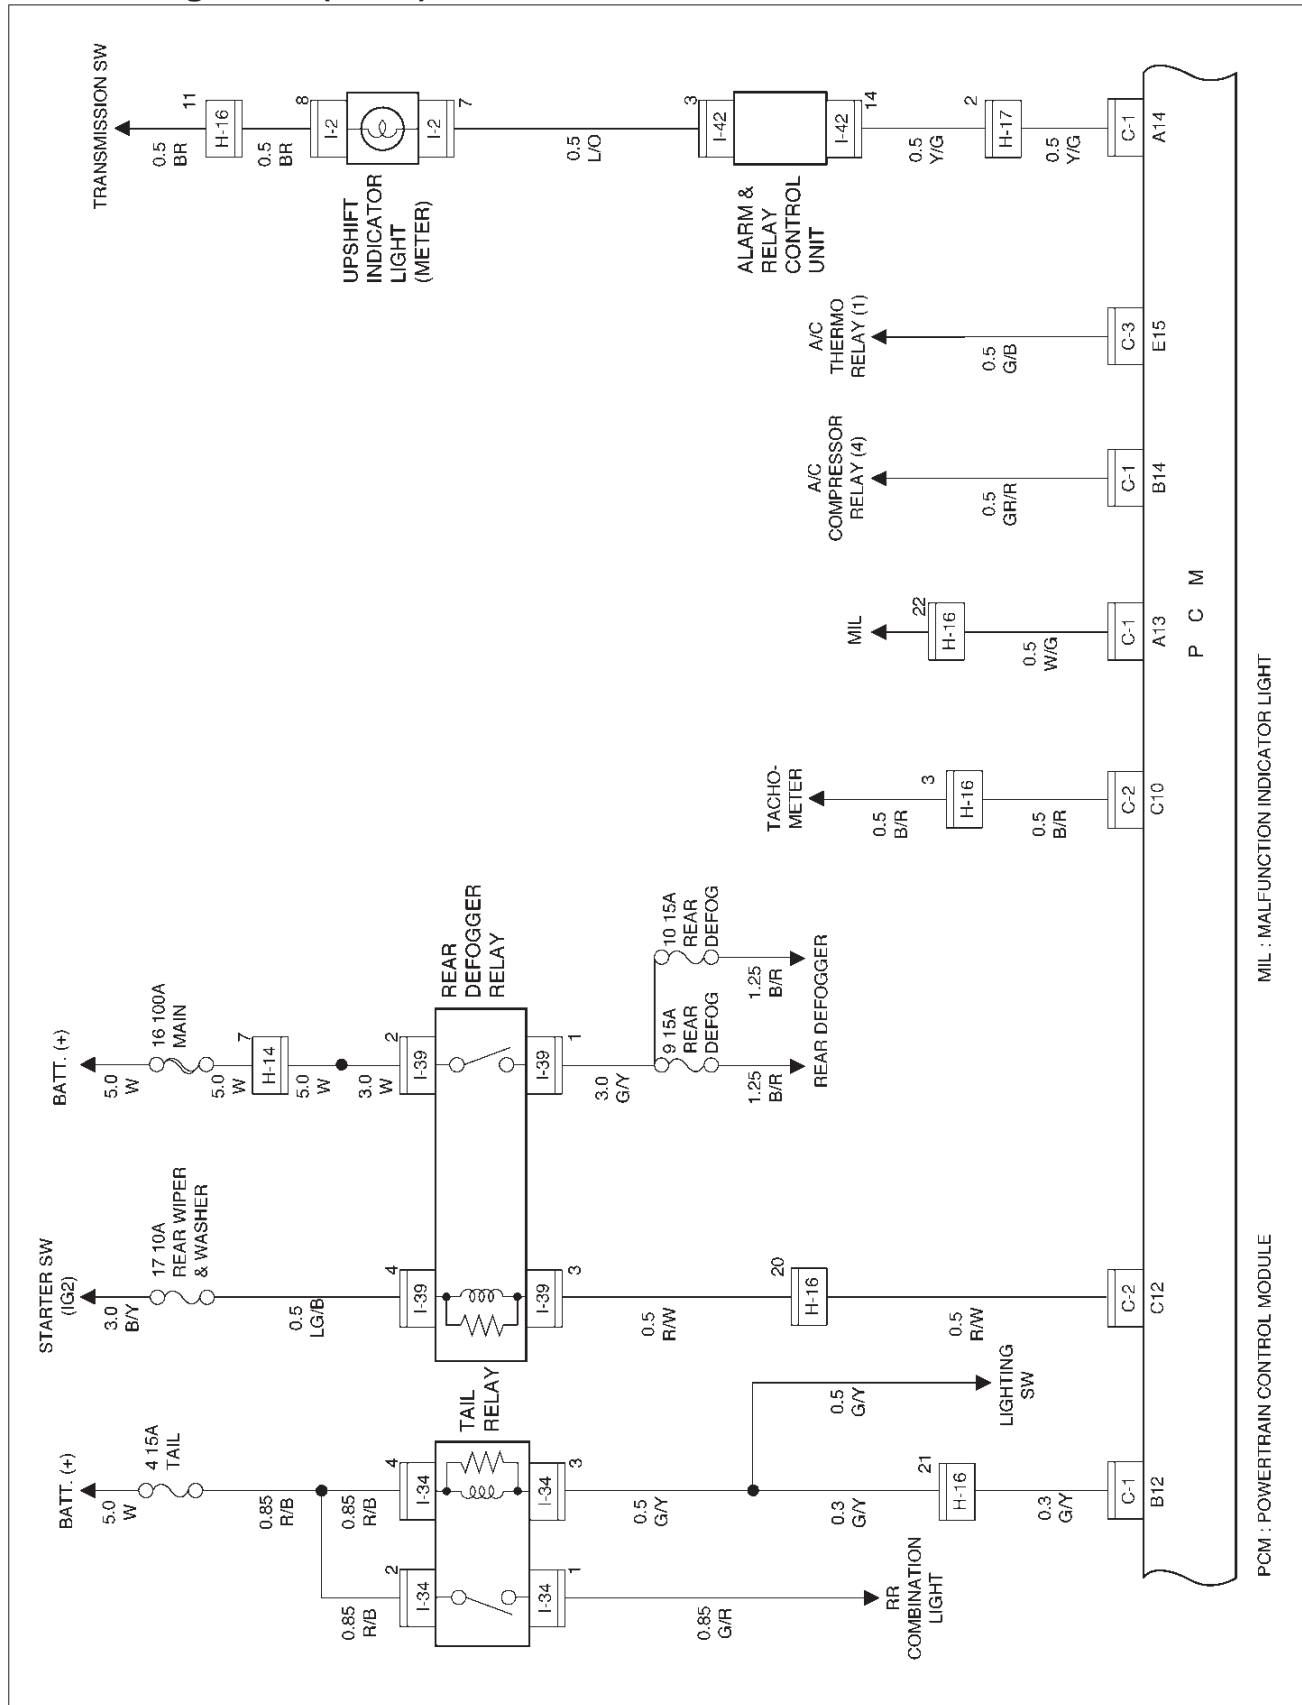 BATT. (+)
5.0
W
4 15A
TAIL
0.85
R/B
0.85
R/B
0.85
R/B
2
I-34
4
I-34
TAIL
RELAY
1
I-34
3
I-34
0.85
G/R
RR
COMBINATION
LIGHT
0.5
G/Y
0.5
G/Y
LIGHTING
SW
0.3
G/Y
21
H-16
0.3
G/Y
C-1
B12
STARTER SW
(IG2)
3.0
B/Y
17 10A
REAR WIPER
& WASHER
0.5
LG/B
4
I-39
3
I-39
0.5
R/W
20
H-16
0.5
R/W
C-2
C12
BATT. (+)
5.0
W
16 100A
MAIN
5.0
W
7
H-14
5.0
W
3.0
W
2
I-39
REAR
DEFOGGER
RELAY
1
I-39
3.0
G/Y
9 15A
REAR
DEFOG
10 15A
REAR
DEFOG
1.25
B/R
1.25
B/R
REAR DEFOGGER
TACHO-
METER
0.5
B/R
3
H-16
0.5
B/R
C-2
C10
MIL
22
H-16
0.5
W/G
C-1
A13
A/C
COMPRESSOR
RELAY (4)
0.5
GR/R
C-1
B14
A/C
THERMO
RELAY (1)
0.5
G/B
C-3
E15
TRANSMISSION SW
0.5
BR
11
H-16
0.5
BR
8
I-2
UPSHIFT
INDICATOR
LIGHT
(METER)
I-2
7
0.5
L/O
3
I-42
ALARM &
RELAY
CONTROL
UNIT
I-42
14
0.5
Y/G
2
H-17
0.5
Y/G
C-1
A14
P C M
PCM : POWERTRAIN CONTROL MODULE
MIL : MALFUNCTION INDICATOR LIGHT